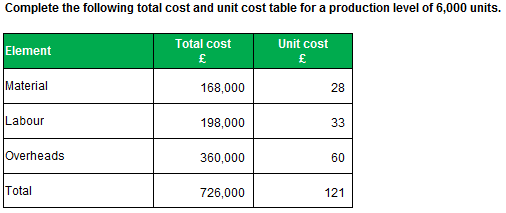 Complete the following total cost and unit cost table for a production level of 6,000 units.
Element Total cost £ Unit cost £
Material 168,000 28
Labour 198,000 33
Overheads 360,000 60
Total 726,000 121